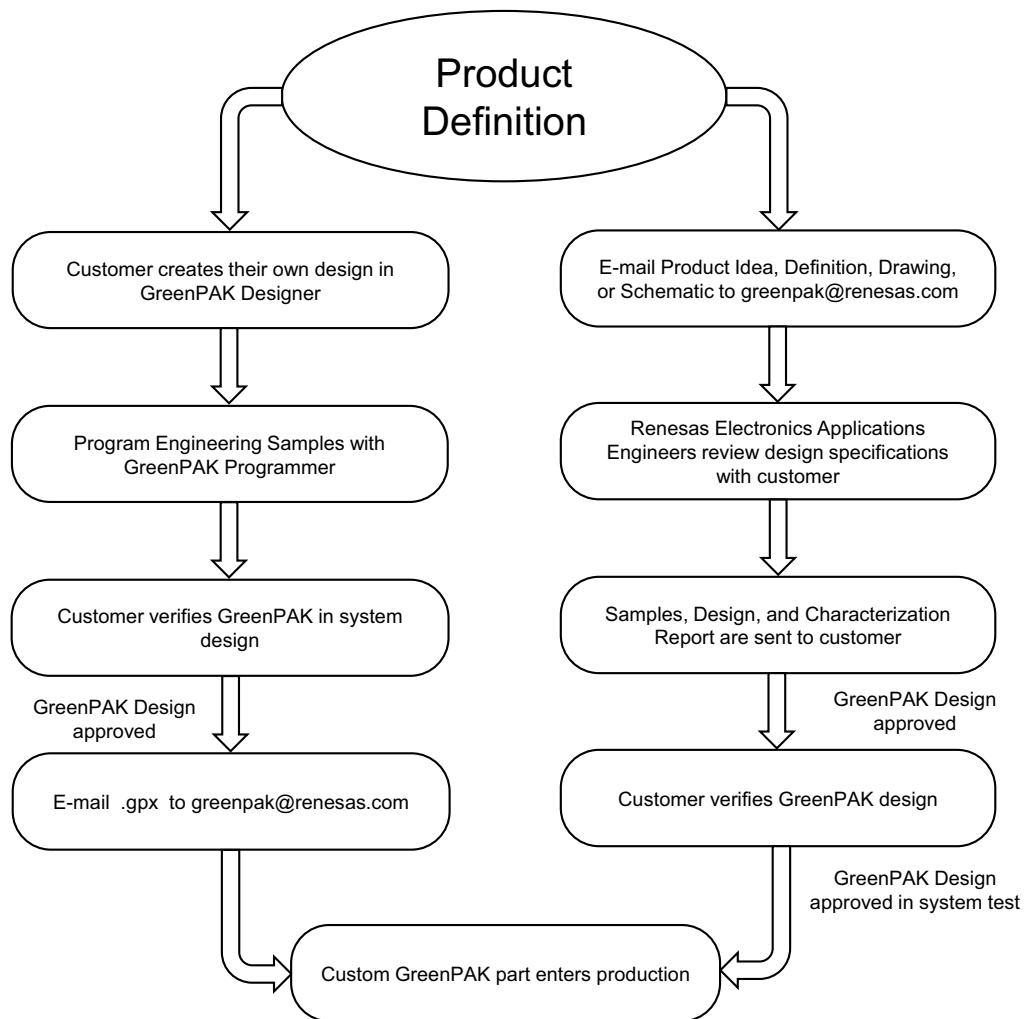 Product
Definition
Customer creates their own design in
GreenPAK Designer
Program Engineering Samples with
GreenPAK Programmer
Customer verifies GreenPAK in system
design
GreenPAK Design
approved
E-mail .gpx to greenpak@renesas.com
E-mail Product Idea, Definition, Drawing,
or Schematic to greenpak@renesas.com
Renesas Electronics Applications
Engineers review design specifications
with customer
Samples, Design, and Characterization
Report are sent to customer
GreenPAK Design
approved
Customer verifies GreenPAK design
GreenPAK Design
approved in system test
Custom GreenPAK part enters production